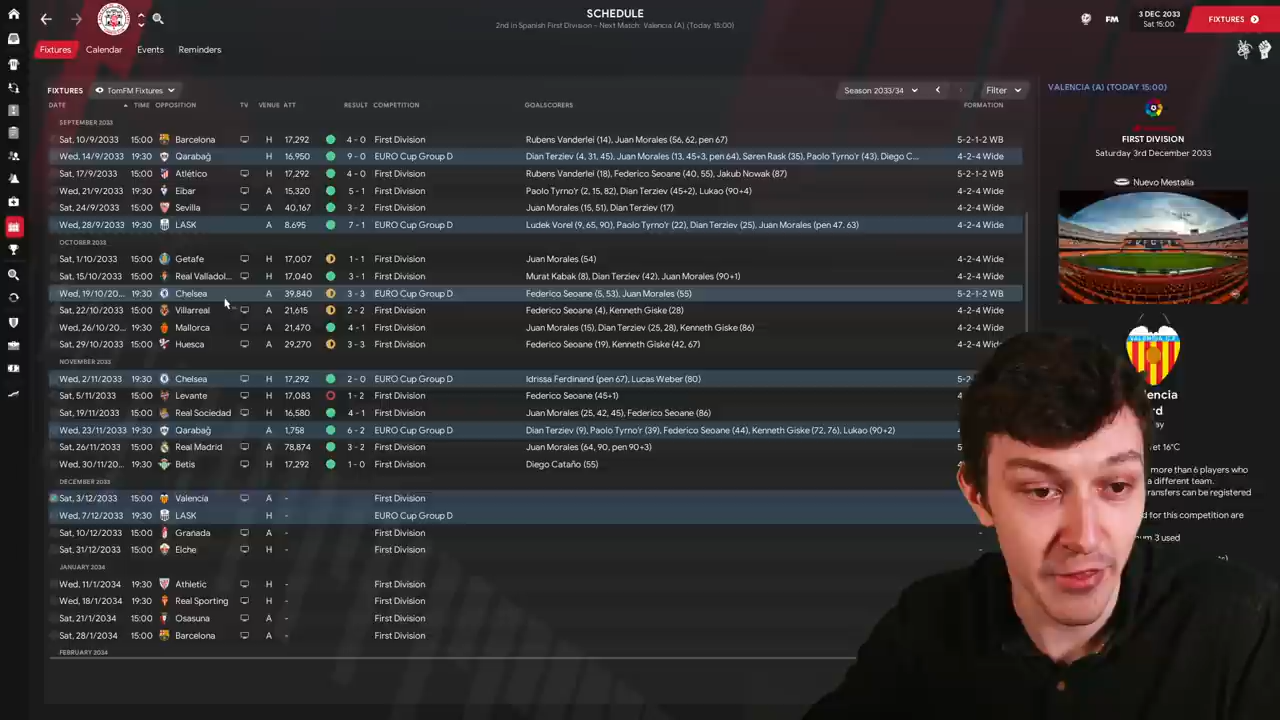 SCHEDULE
2nd in Spanish First Division - Next Match: Valencia (A) (Today 15:00)
FM
3 DEC 2033
Sat 15:00
FIXTURES
Fixtures Calendar Events Reminders
FIXTURES TomFM Fixtures Season 2033/34 Filter
DATE TIME OPPOSITION TV VENUE ATT RESULT COMPETITION GOALSCORERS FORMATION
SEPTEMBER 2033
Sat, 10/9/2033 15:00 Barcelona H 17,292 4 - 0 First Division Rubens Vanderlei (14), Juan Morales (56, 62, pen 67) 5-2-1-2 WB
Wed, 14/9/2033 19:30 Qarabağ H 16,950 9 - 0 EURO Cup Group D Dian Terziev (4, 31, 45), Juan Morales (13, 45+3, pen 64), Søren Rask (35), Paolo Tyrno'r (43), Diego C... 4-2-4 Wide
Sat, 17/9/2033 15:00 Atlético H 17,292 4 - 0 First Division Rubens Vanderlei (18), Federico Seoane (40, 55), Jakub Nowak (87) 5-2-1-2 WB
Wed, 21/9/2033 19:30 Eibar A 15,320 5 - 1 First Division Paolo Tyrno'r (2, 15, 82), Dian Terziev (45+2), Lukao (90+4) 4-2-4 Wide
Sat, 24/9/2033 15:00 Sevilla A 40,167 3 - 2 First Division Juan Morales (15, 51), Dian Terziev (17) 4-2-4 Wide
Wed, 28/9/2033 19:30 LASK A 8,695 7 - 1 EURO Cup Group D Ludek Vorel (9, 65, 90), Paolo Tyrno'r (22), Dian Terziev (25), Juan Morales (pen 47, 63) 4-2-4 Wide
OCTOBER 2033
Sat, 1/10/2033 15:00 Getafe H 17,007 1 - 1 First Division Juan Morales (54) 4-2-4 Wide
Sat, 15/10/2033 15:00 Real Valladol... H 17,040 3 - 1 First Division Murat Kabak (8), Dian Terziev (42), Juan Morales (90+1) 4-2-4 Wide
Wed, 19/10/20... 19:30 Chelsea A 39,840 3 - 3 EURO Cup Group D Federico Seoane (5, 53), Juan Morales (55) 5-2-1-2 WB
Sat, 22/10/2033 15:00 Villarreal A 21,615 2 - 2 First Division Federico Seoane (4), Kenneth Giske (28) 4-2-4 Wide
Wed, 26/10/20... 19:30 Mallorca A 21,470 4 - 1 First Division Juan Morales (15), Dian Terziev (25, 28), Kenneth Giske (86) 4-2-4 Wide
Sat, 29/10/2033 15:00 Huesca A 29,270 3 - 3 First Division Federico Seoane (19), Kenneth Giske (42, 67) 4-2-4 Wide
NOVEMBER 2033
Wed, 2/11/2033 19:30 Chelsea H 17,292 2 - 0 EURO Cup Group D Idrissa Ferdinand (pen 67), Lucas Weber (80)
Sat, 5/11/2033 15:00 Levante H 17,083 1 - 2 First Division Federico Seoane (45+1)
Sat, 19/11/2033 15:00 Real Sociedad H 16,580 4 - 1 First Division Juan Morales (25, 42, 45), Federico Seoane (86)
Wed, 23/11/2033 19:30 Qarabağ A 1,758 6 - 2 EURO Cup Group D Dian Terziev (9), Paolo Tyrno'r (39), Federico Seoane (44), Kenneth Giske (72, 76), Lukao (90+2)
Sat, 26/11/2033 15:00 Real Madrid A 78,874 3 - 2 First Division Juan Morales (64, 90, pen 90+3)
Wed, 30/11/20... 19:30 Betis H 17,292 1 - 0 First Division Diego Cataño (55)
DECEMBER 2033
Sat, 3/12/2033 15:00 Valencia A - First Division
Wed, 7/12/2033 19:30 LASK H - EURO Cup Group D
Sat, 10/12/2033 15:00 Granada A - First Division -
Sat, 31/12/2033 15:00 Elche A - First Division -
JANUARY 2034
Wed, 11/1/2034 19:30 Athletic H - First Division
Wed, 18/1/2034 19:30 Real Sporting H - First Division
Sat, 21/1/2034 15:00 Osasuna A - First Division
Sat, 28/1/2034 15:00 Barcelona A - First Division
FEBRUARY 2034
VALENCIA (A) (TODAY 15:00)
FIRST DIVISION
Saturday 3rd December 2033
Nuevo Mestalla
16°C
more than 6 players who
a different team.
transfers can be registered
for this competition are
3 used